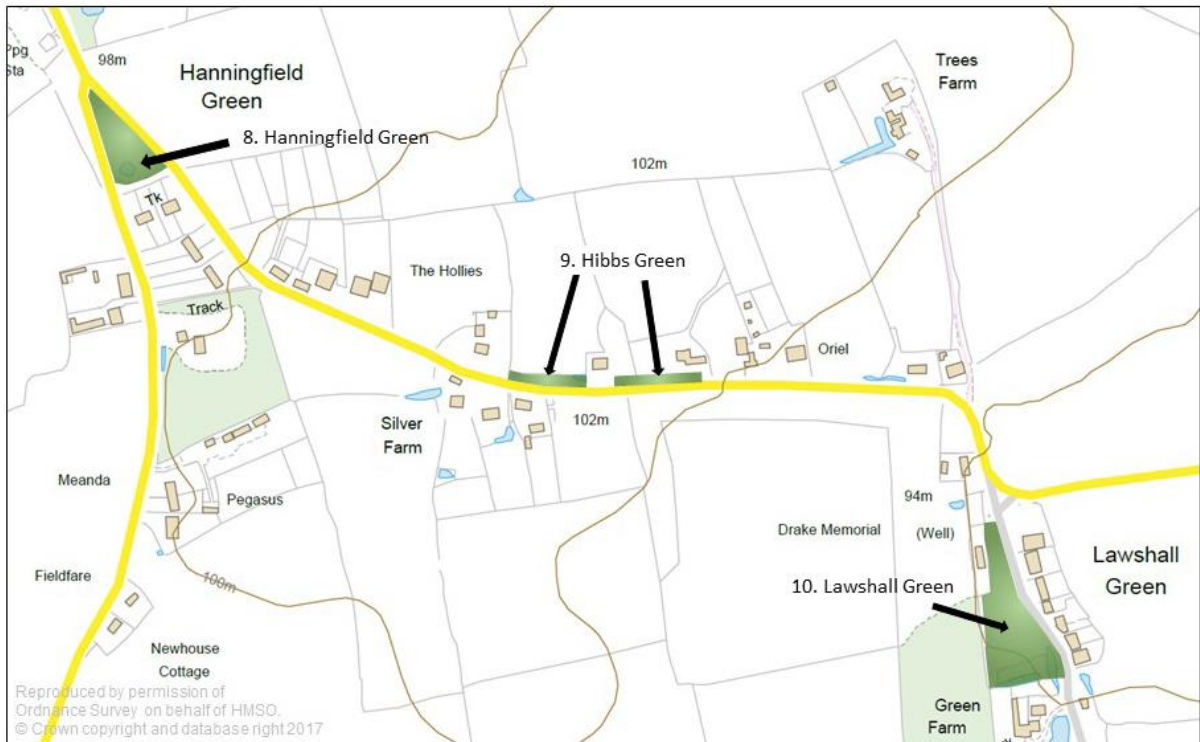 Ppg
Sta
98m
Hanningfield
Green
8. Hanningfield Green
Trees
Farm
102m
Tk
9. Hibbs Green
The Hollies
Track
Oriel
Silver
Farm
102m
Meanda
Pegasus
94m
Drake Memorial
(Well)
Lawshall
Green
Fieldfare
100m
10. Lawshall Green
Newhouse
Cottage
Green
Farm
Reproduced by permission of
Ordnance Survey on behalf of HMSO.
© Crown copyright and database right 2017